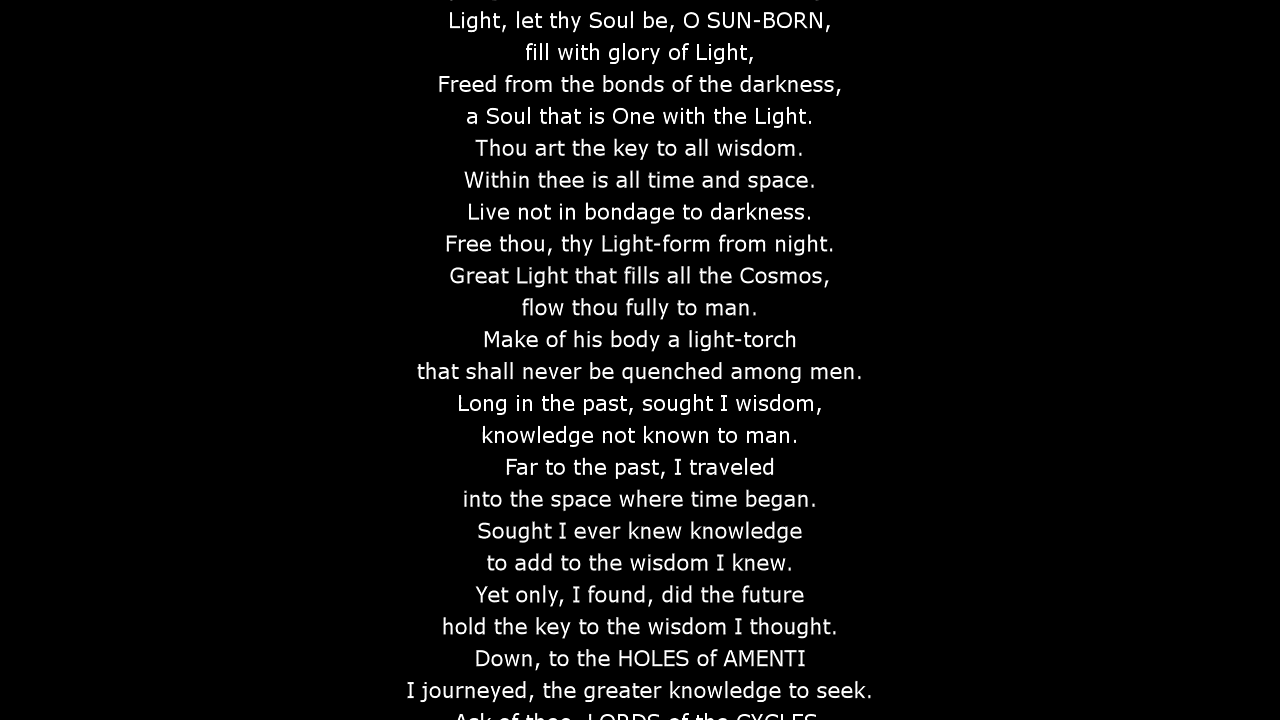 Light, let thy Soul be, O SUN-BORN,
fill with glory of Light,
Freed from the bonds of the darkness,
a Soul that is One with the Light.
Thou art the key to all wisdom.
Within thee is all time and space.
Live not in bondage to darkness.
Free thou, thy Light-form from night.
Great Light that fills all the Cosmos,
flow thou fully to man.
Make of his body a light-torch
that shall never be quenched among men.
Long in the past, sought I wisdom,
knowledge not known to man.
Far to the past, I traveled
into the space where time began.
Sought I ever knew knowledge
to add to the wisdom I knew.
Yet only, I found, did the future
hold the key to the wisdom I thought.
Down, to the HOLES of AMENTI
I journeyed, the greater knowledge to seek.
Ask of thee, LORDS of the CYCLES,